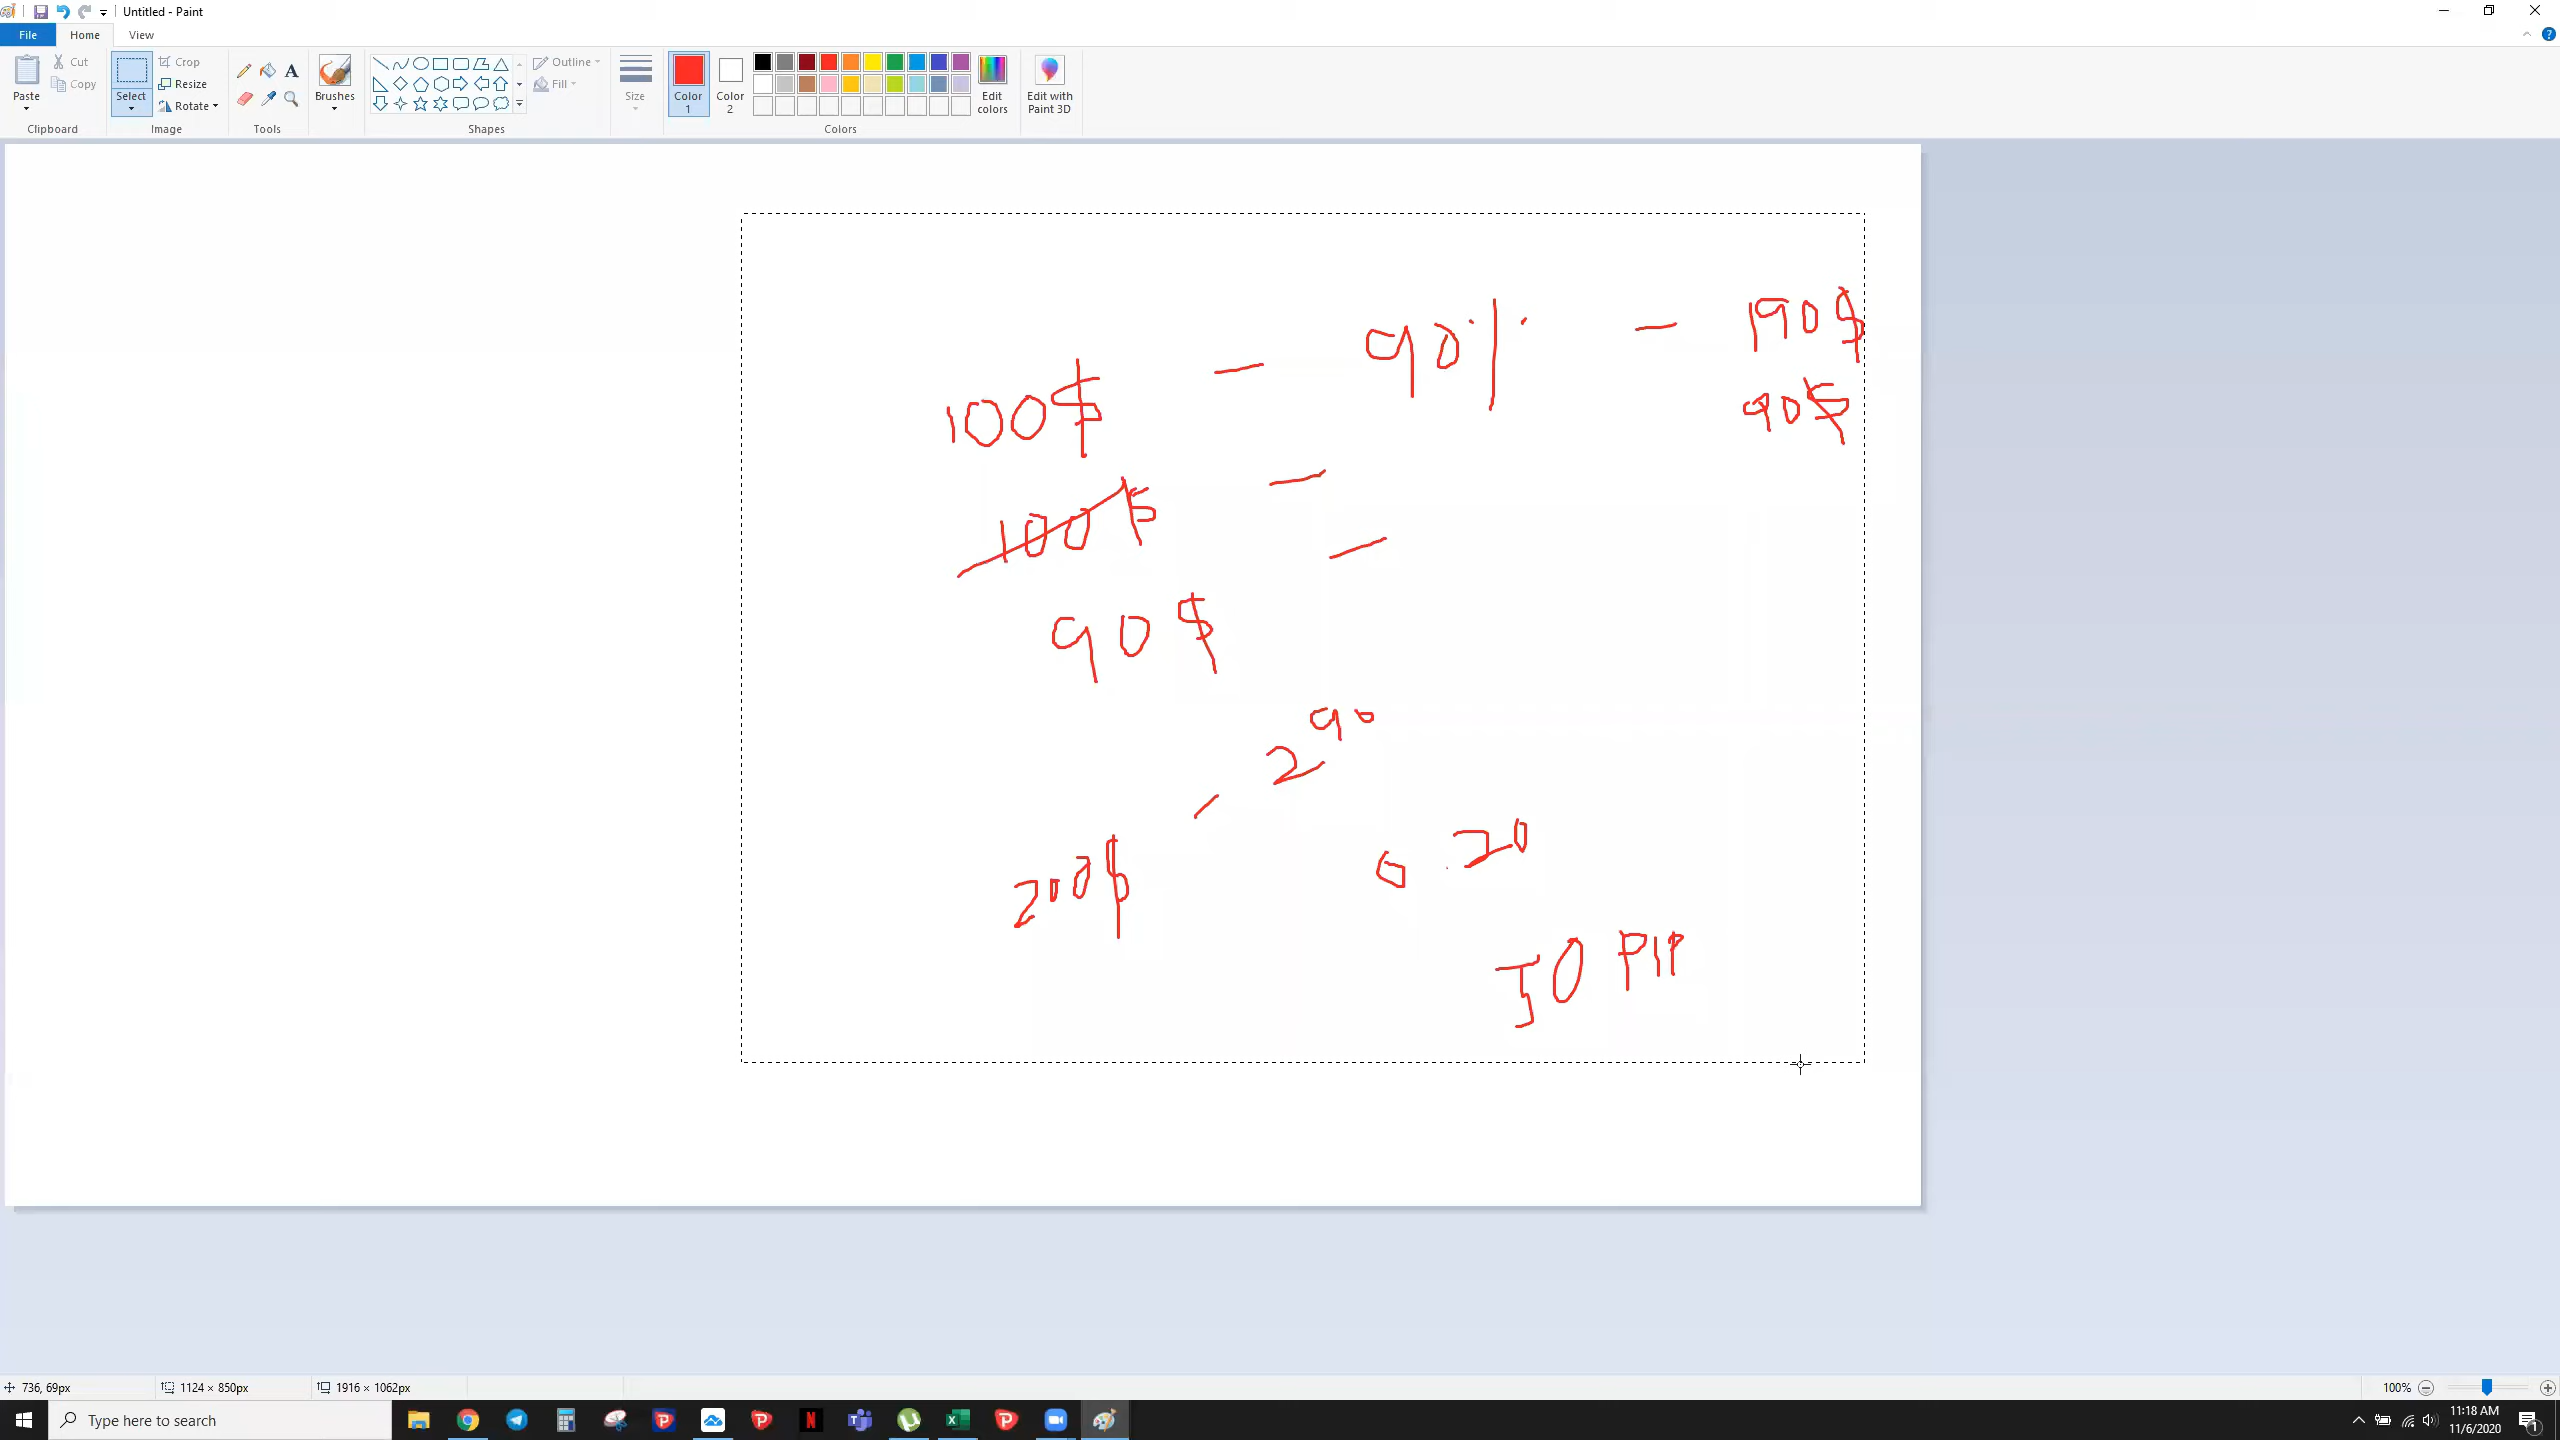 Untitled - Paint
File Home View
Paste
Cut
Copy
Clipboard
Select
Crop
Resize
Rotate
Image
Tools
Brushes
Shapes
Outline
Fill
Size
Color 1
Color 2
Colors
Edit colors
Edit with Paint 3D
100$ - 90% - 190$
90$
100$ -
-
90$
200$ - 290
0.20
50 PIP
736, 69px 1124 × 850px 1916 × 1062px 100%
Type here to search
11:18 AM
11/6/2020